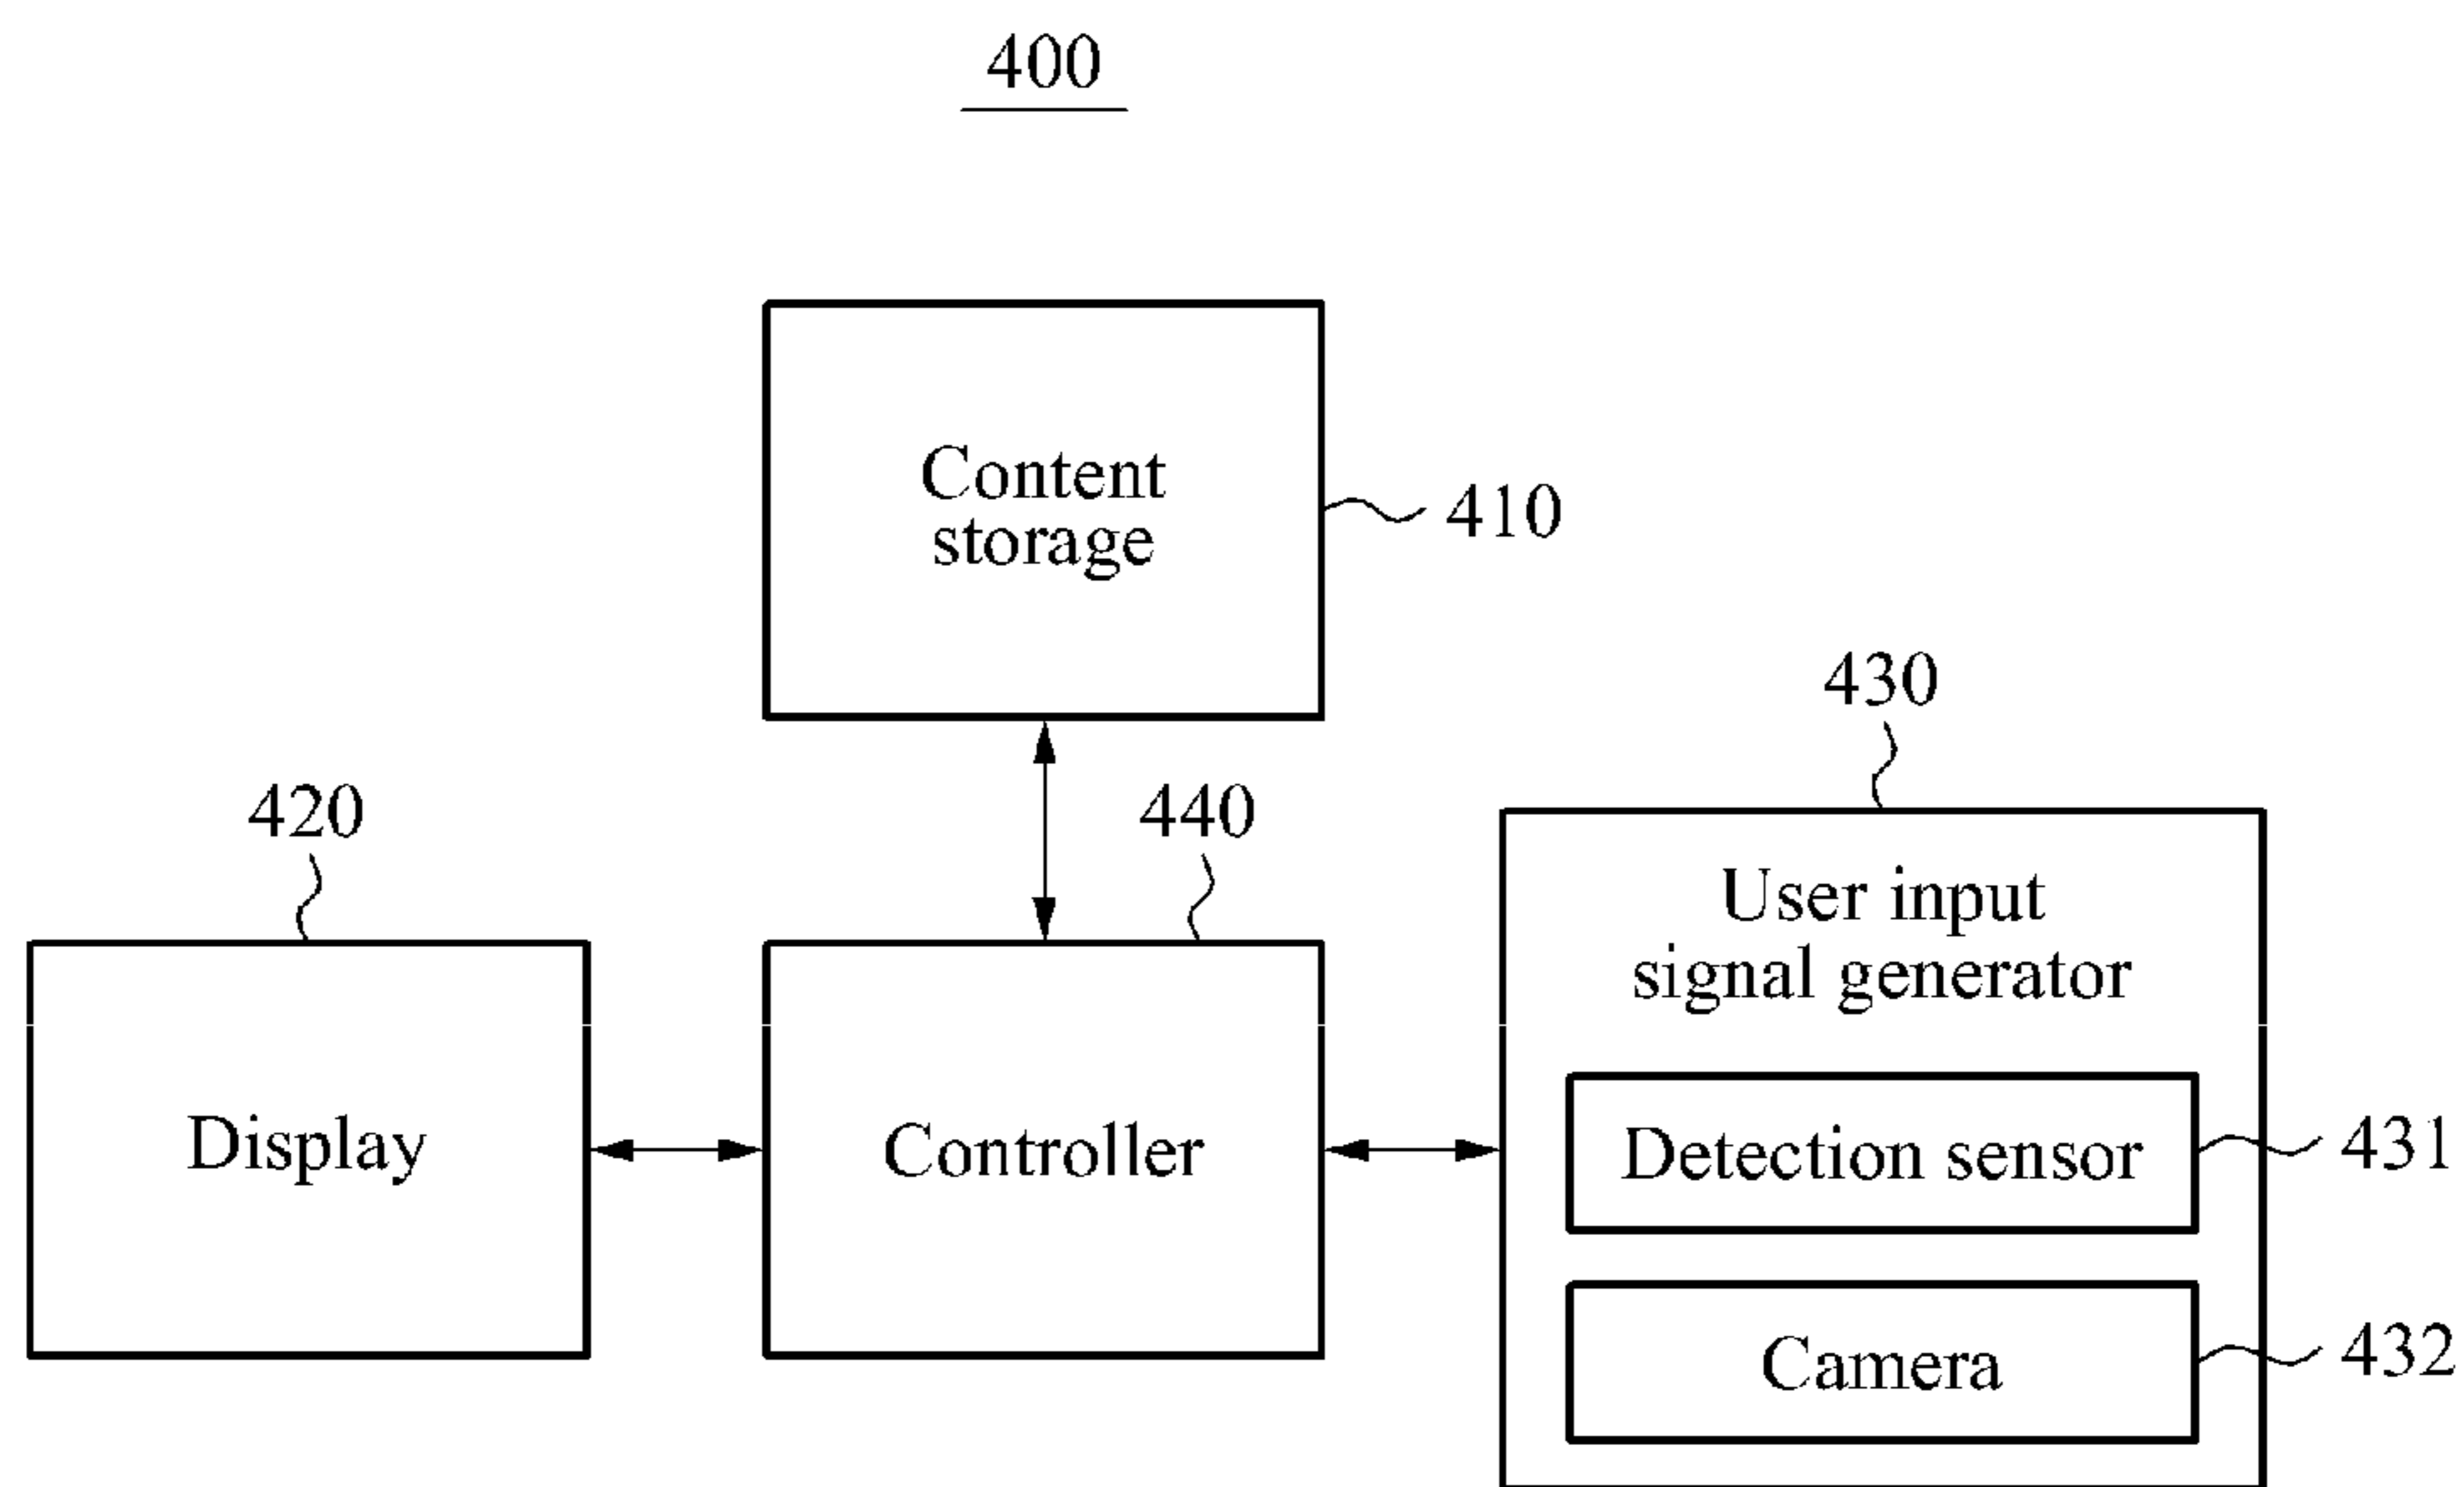 400
Content
storage
410
430
420
440
User input
signal generator
Display
Controller
Detection sensor
431
Camera
432